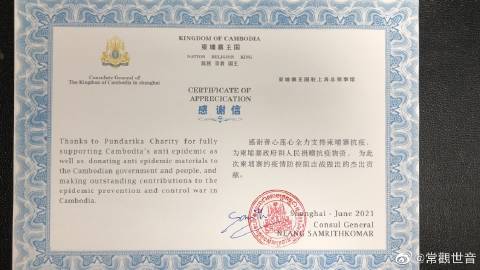 KINGDOM OF CAMBODIA
柬埔寨王国
NATION RELIGION KING
民族 宗教 国王
Consulate General of
The Kingdom of Cambodia in shanghai
柬埔寨王国驻上海总领事馆
CERTIFICATE OF
APPRECICATION
感谢信
Thanks to Pundarika Charity for fully
supporting Cambodia's anti epidemic as
well as donating anti epidemic materials to
the Cambodian government and people, and
making outstanding contributions to the
epidemic prevention and control war in
Cambodia.
感谢善心莲心全力支持柬埔寨抗疫，
为柬埔寨政府和人民捐赠抗疫物资，为此
次柬埔寨的疫情防控阻击战做出的杰出贡
献。
Shanghai - June 2021
Consul General
NEANG SAMRITHKOMAR
@常觀世音